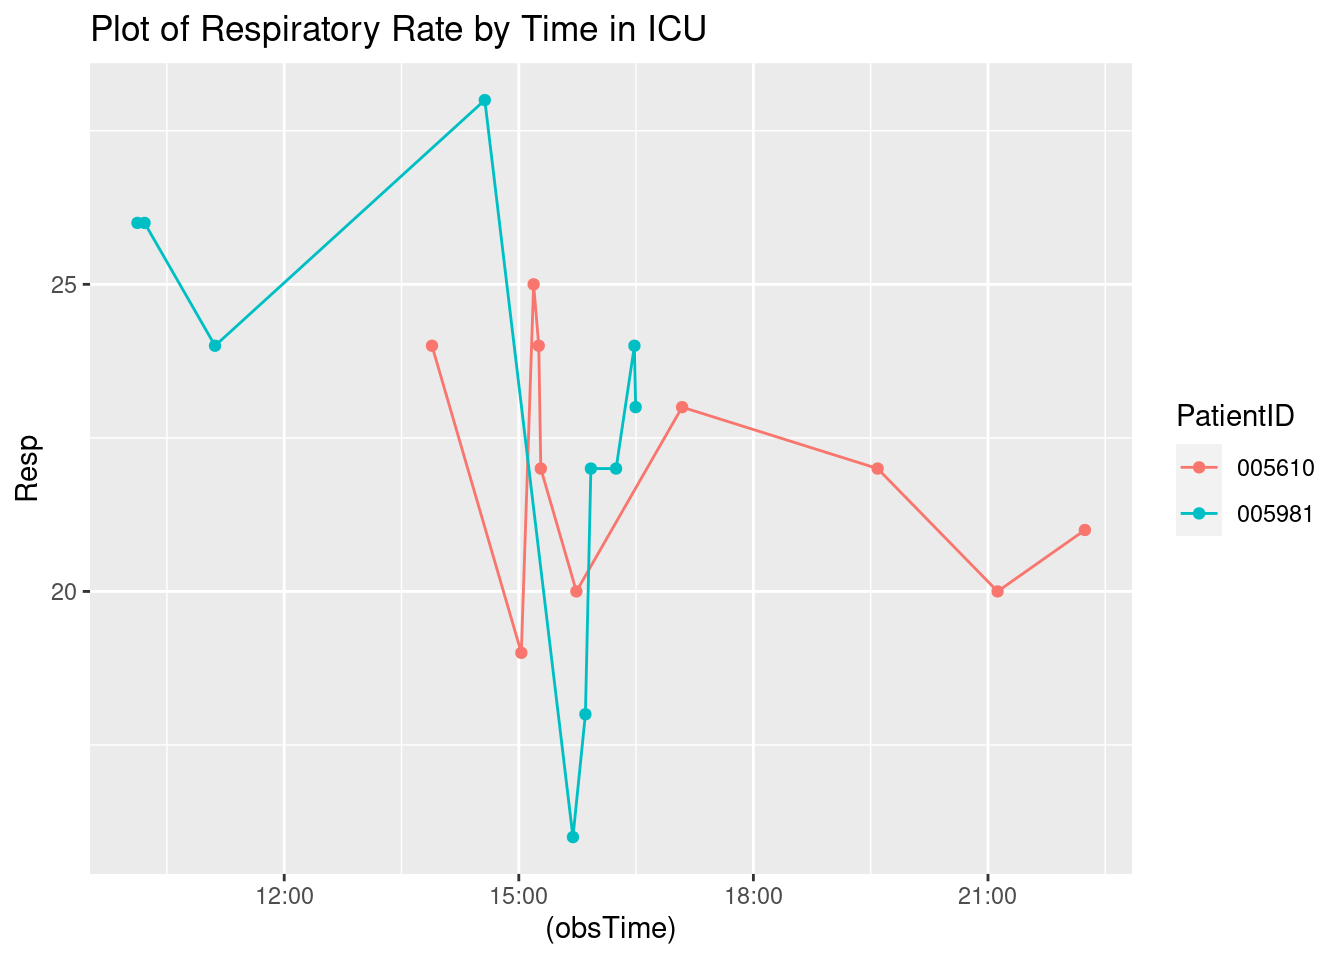 Plot of Respiratory Rate by Time in ICU
Resp
25
20
12:00
15:00
18:00
21:00
(obsTime)
PatientID
005610
005981